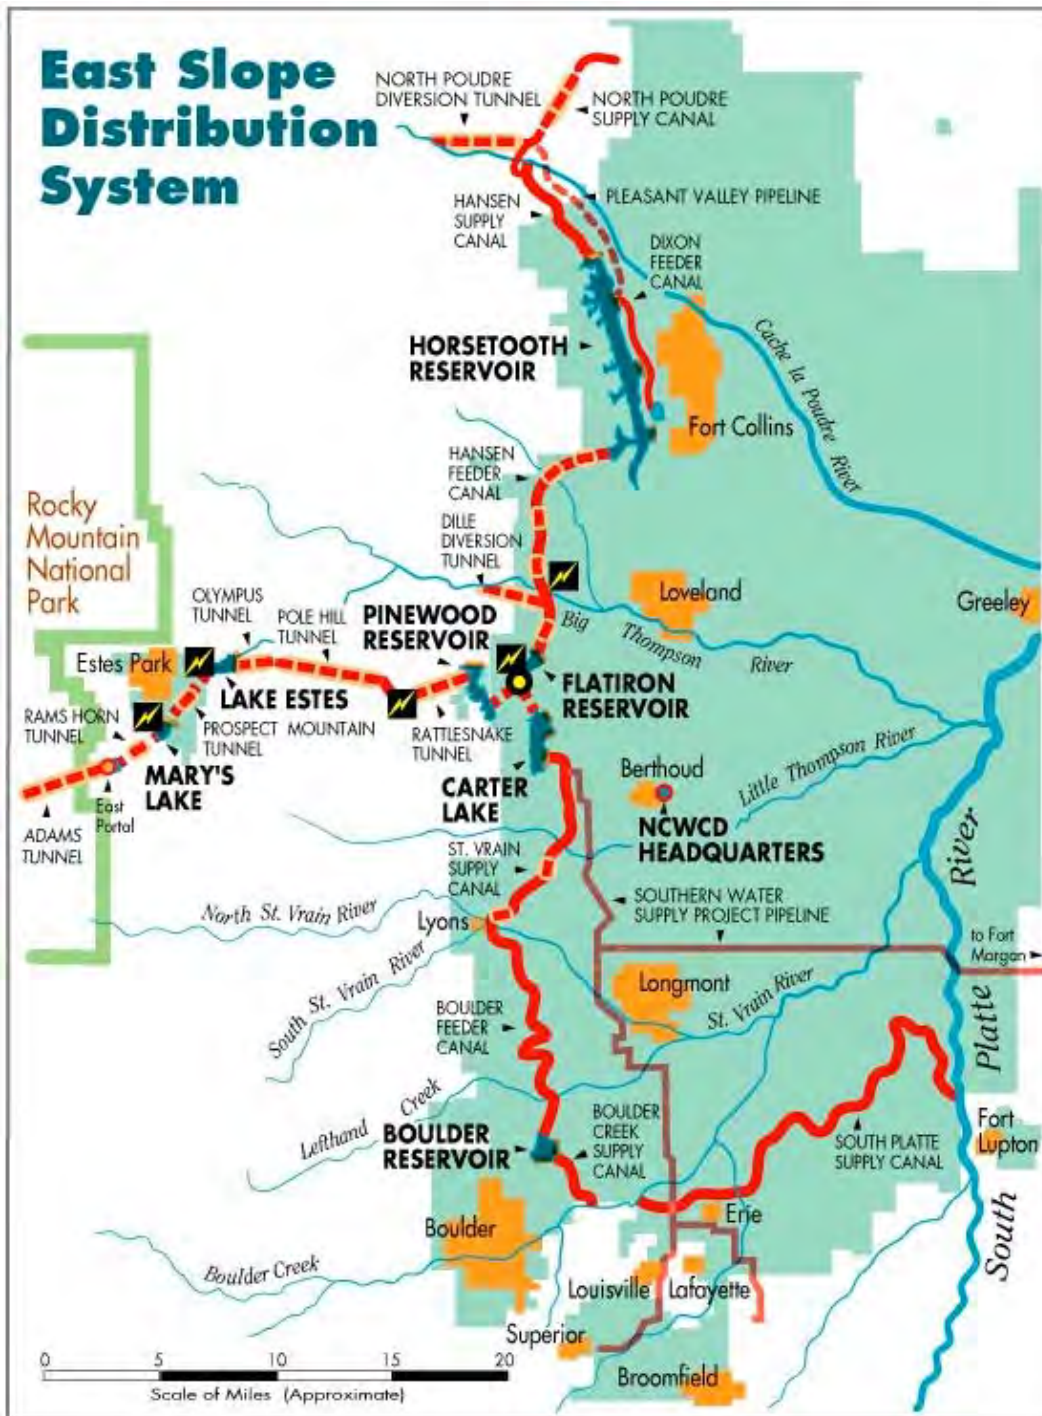 East Slope
Distribution
System
NORTH POUDRE
DIVERSION TUNNEL
NORTH POUDRE
SUPPLY CANAL
PLEASANT VALLEY PIPELINE
HANSEN
SUPPLY
CANAL
DIXON
FEEDER
CANAL
HORSETOOTH
RESERVOIR
Cache la Poudre River
Fort Collins
HANSEN
FEEDER
CANAL
Rocky
Mountain
National
Park
DILLE
DIVERSION
TUNNEL
Loveland
Greeley
OLYMPUS
TUNNEL
POLE HILL
TUNNEL
PINEWOOD
RESERVOIR
Big Thompson River
Estes Park
LAKE ESTES
FLATIRON
RESERVOIR
RAMS HORN
TUNNEL
PROSPECT MOUNTAIN
TUNNEL
RATTLESNAKE
TUNNEL
MARY'S
LAKE
East
Portal
ADAMS
TUNNEL
CARTER
LAKE
Berthoud
Little Thompson River
NCWCD
HEADQUARTERS
ST. VRAIN
SUPPLY
CANAL
SOUTHERN WATER
SUPPLY PROJECT PIPELINE
North St. Vrain River
Lyons
to Fort
Morgan
South St. Vrain River
Longmont
St. Vrain River
BOULDER
FEEDER
CANAL
South Platte River
Lefthand Creek
BOULDER
RESERVOIR
BOULDER
CREEK
SUPPLY
CANAL
SOUTH PLATTE
SUPPLY CANAL
Fort
Lupton
Boulder
Erie
Boulder Creek
Louisville
Lafayette
Superior
Broomfield
0 5 10 15 20
Scale of Miles (Approximate)